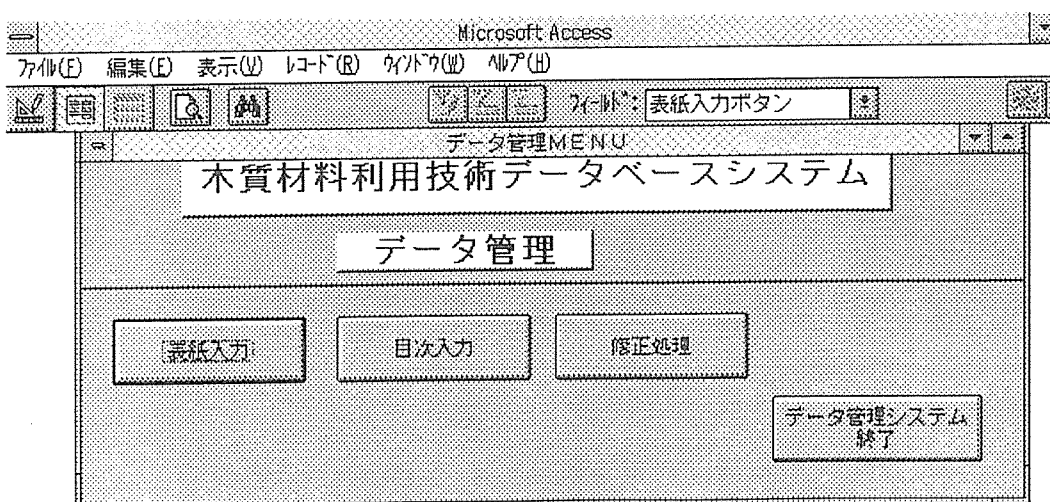 Microsoft Access
ファイル(F) 編集(E) 表示(V) レコード(R) ウィンドウ(W) ヘルプ(H)
フィールド: 表紙入力ボタン
データ管理MENU
木質材料利用技術データベースシステム
データ管理
表紙入力 目次入力 修正処理
データ管理システム
終了